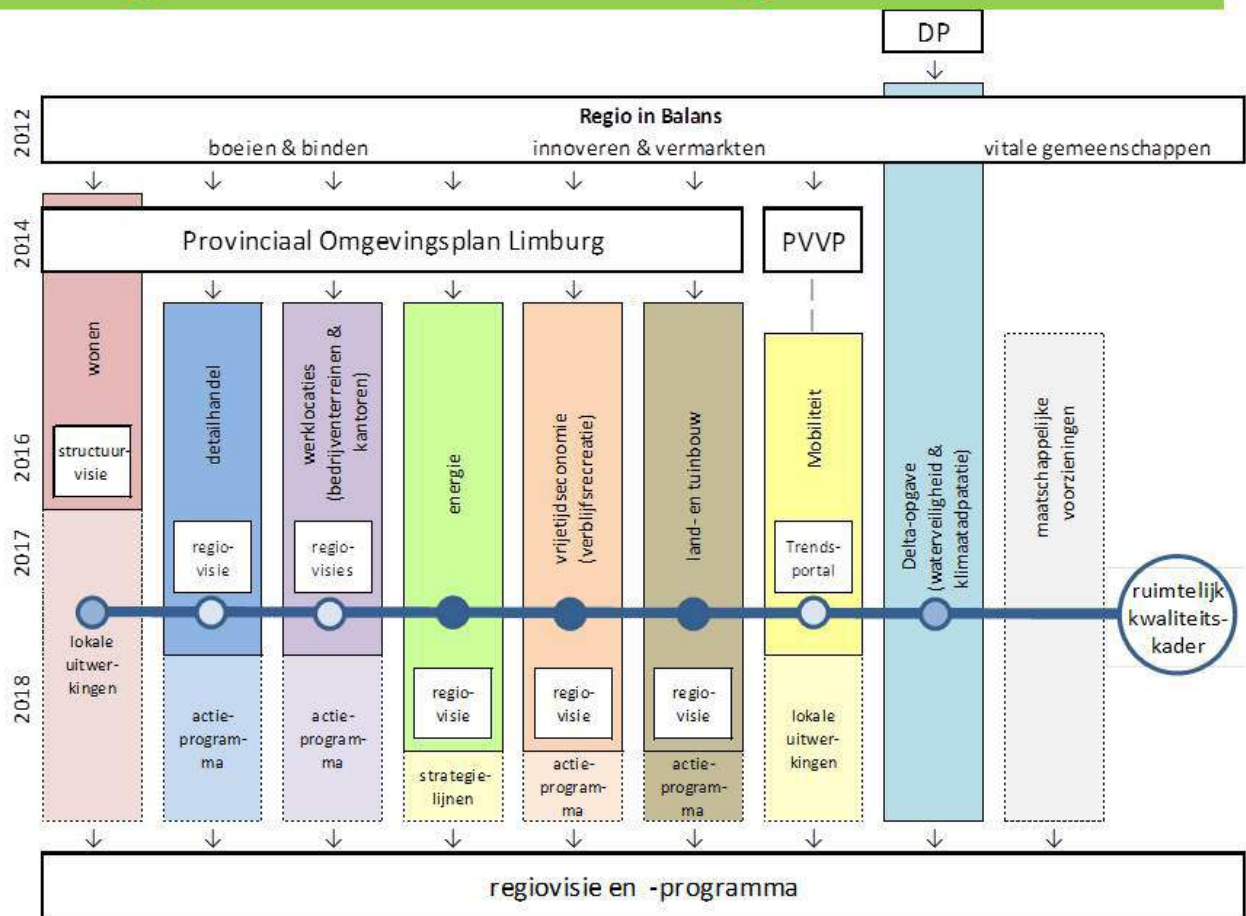 DP
2012
Regio in Balans
boeien & binden
innoveren & vermarkten
vitale gemeenschappen
2014
Provinciaal Omgevingsplan Limburg
PVVP
2016
2017
2018
wonen
structuur-
visie
lokale
uitwer-
kingen
detailhandel
regio-
visie
actie-
program-
ma
werklocaties
(bedrijventerreinen &
kantoren)
regio-
visies
actie-
program-
ma
energie
regio-
visie
strategie-
lijnen
vrijetijdseconomie
(verblijfsrecreatie)
regio-
visie
actie-
program-
ma
land- en tuinbouw
regio-
visie
actie-
program-
ma
Mobiliteit
Trends-
portal
lokale
uitwer-
kingen
Delta-opgave
(waterveiligheid &
klimaatadpatatie)
maatschappelijke
voorzieningen
ruimtelijk
kwaliteits-
kader
regiovisie en -programma